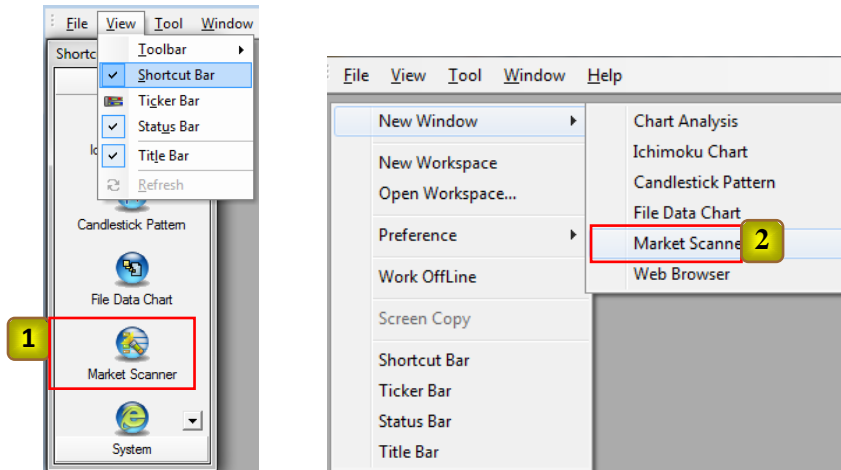 File View Tool Window
Shortc
Toolbar
Shortcut Bar
Ticker Bar
Status Bar
Title Bar
Refresh
Candlestick Pattern
File Data Chart
1
Market Scanner
System
File View Tool Window Help
New Window
New Workspace
Open Workspace...
Preference
Work OffLine
Screen Copy
Shortcut Bar
Ticker Bar
Status Bar
Title Bar
Chart Analysis
Ichimoku Chart
Candlestick Pattern
File Data Chart
Market Scanne 2
Web Browser